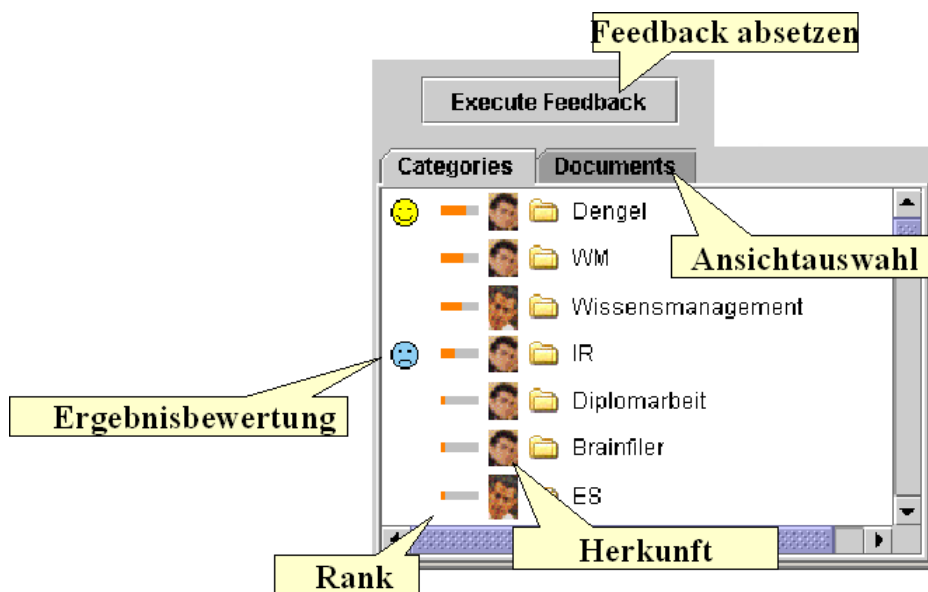 Feedback absetzen
Execute Feedback
Categories
Documents
Dengel
Ansichtauswahl
WM
Wissensmanagement
IR
Ergebnisbewertung
Diplomarbeit
Brainfiler
ES
Herkunft
Rank